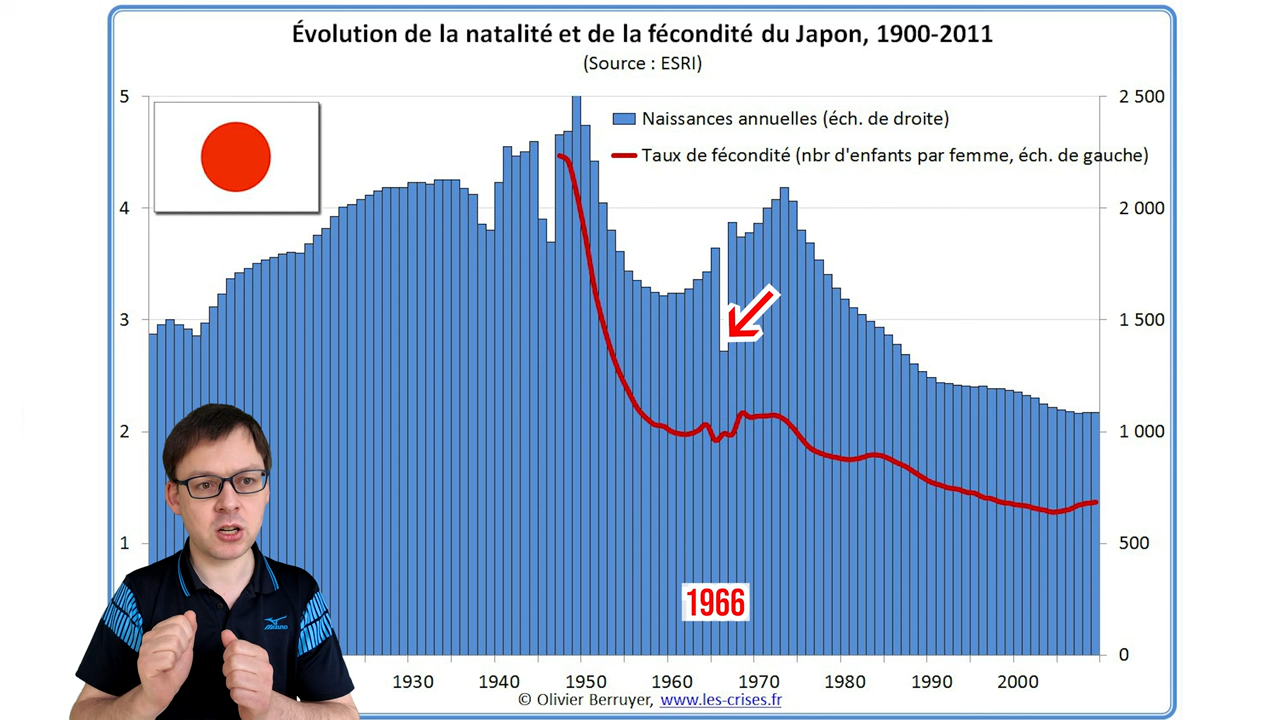 Évolution de la natalité et de la fécondité du Japon, 1900-2011
(Source : ESRI)
5
2 500
Naissances annuelles (éch. de droite)
Taux de fécondité (nbr d'enfants par femme, éch. de gauche)
4
2 000
3
1 500
2
1 000
1
500
1966
MIZUNO
0
1930 1940 1950 1960 1970 1980 1990 2000
© Olivier Berruyer, www.les-crises.fr